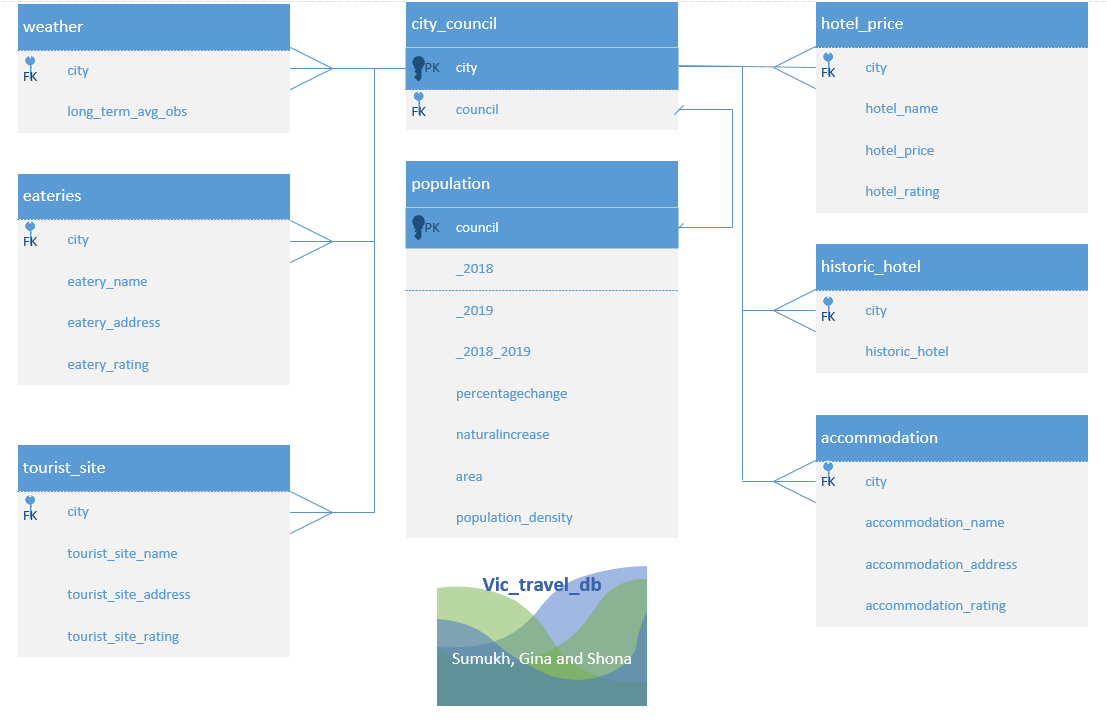 weather
FK
city
long_term_avg_obs
eateries
FK
city
eatery_name
eatery_address
eatery_rating
tourist_site
FK
city
tourist_site_name
tourist_site_address
tourist_site_rating
city_council
PK
city
FK
council
population
PK
council
_2018
_2019
_2018_2019
percentagechange
naturalincrease
area
population_density
Vic_travel_db
Sumukh, Gina and Shona
hotel_price
FK
city
hotel_name
hotel_price
hotel_rating
historic_hotel
FK
city
historic_hotel
accommodation
FK
city
accommodation_name
accommodation_address
accommodation_rating